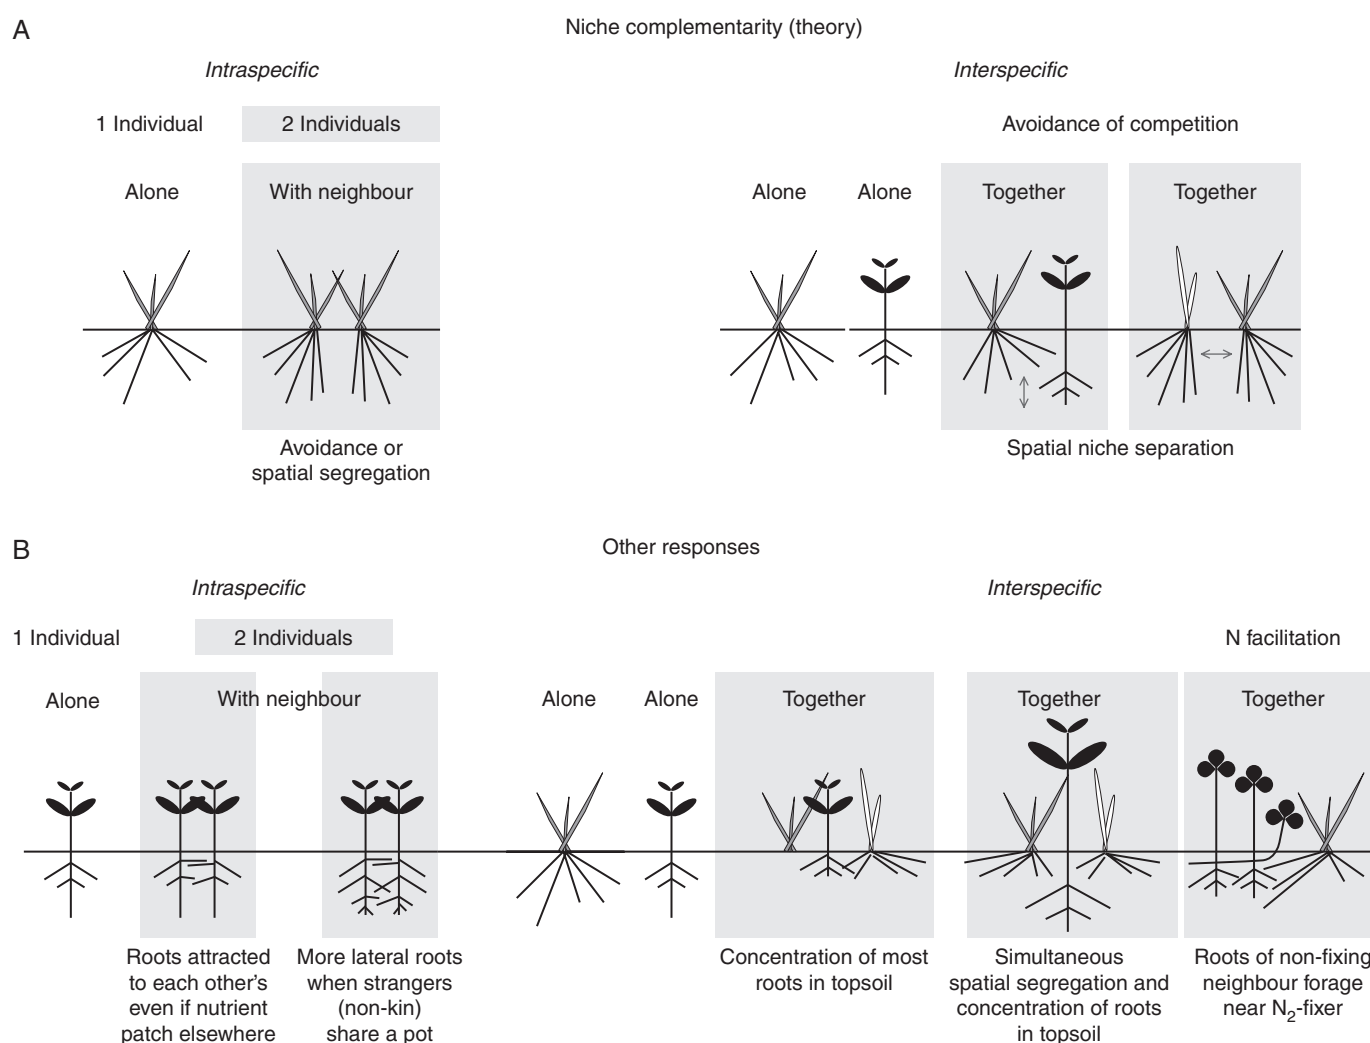 A
Niche complementarity (theory)
Intraspecific
Interspecific
1 Individual
2 Individuals
Avoidance of competition
Alone
With neighbour
Alone
Alone
Together
Together
Avoidance or
spatial segregation
Spatial niche separation
B
Other responses
Intraspecific
Interspecific
1 Individual
2 Individuals
N facilitation
Alone
With neighbour
Alone
Alone
Together
Together
Together
Roots attracted
to each other's
even if nutrient
patch elsewhere
More lateral roots
when strangers
(non-kin)
share a pot
Concentration of most
roots in topsoil
Simultaneous
spatial segregation and
concentration of roots
in topsoil
Roots of non-fixing
neighbour forage
near N2-fixer